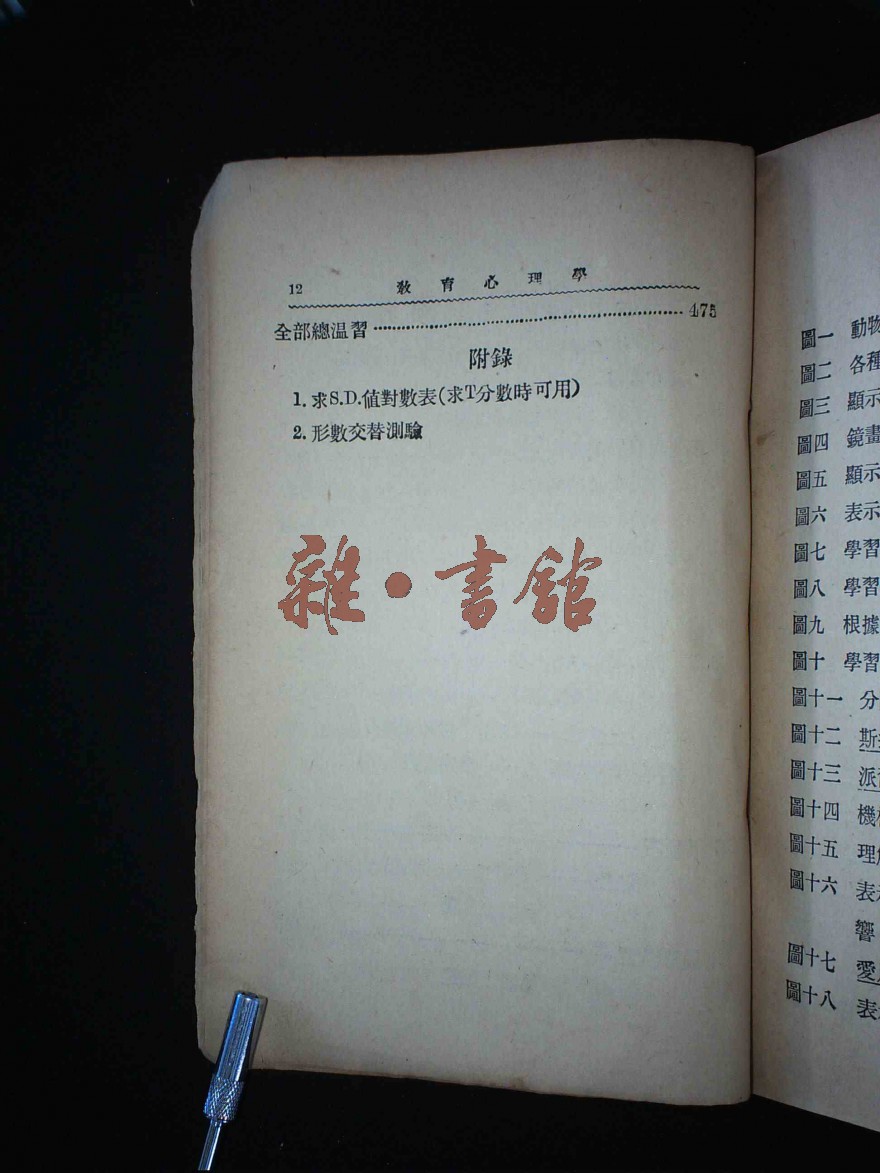 12 教育心理學
全部總温習 475
附錄
1. 求S.D.値對數表(求T分數時可用)
2. 形數交替測驗
雜·書館
圖一 動物
圖二 各種
圖三 顯示
圖四 鏡畫
圖五 顯示
圖六 表示
圖七 學習
圖八 學習
圖九 根據
圖十 學習
圖十一 分
圖十二 斯
圖十三 派
圖十四 機
圖十五 理
圖十六 表
響
圖十七 愛
圖十八 表